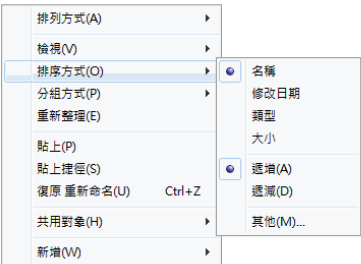 排列方式(A)
檢視(V)
排序方式(O)
分組方式(P)
重新整理(E)
貼上(P)
貼上捷徑(S)
復原 重新命名(U) Ctrl+Z
共用對象(H)
新增(W)
名稱
修改日期
類型
大小
遞增(A)
遞減(D)
其他(M)...